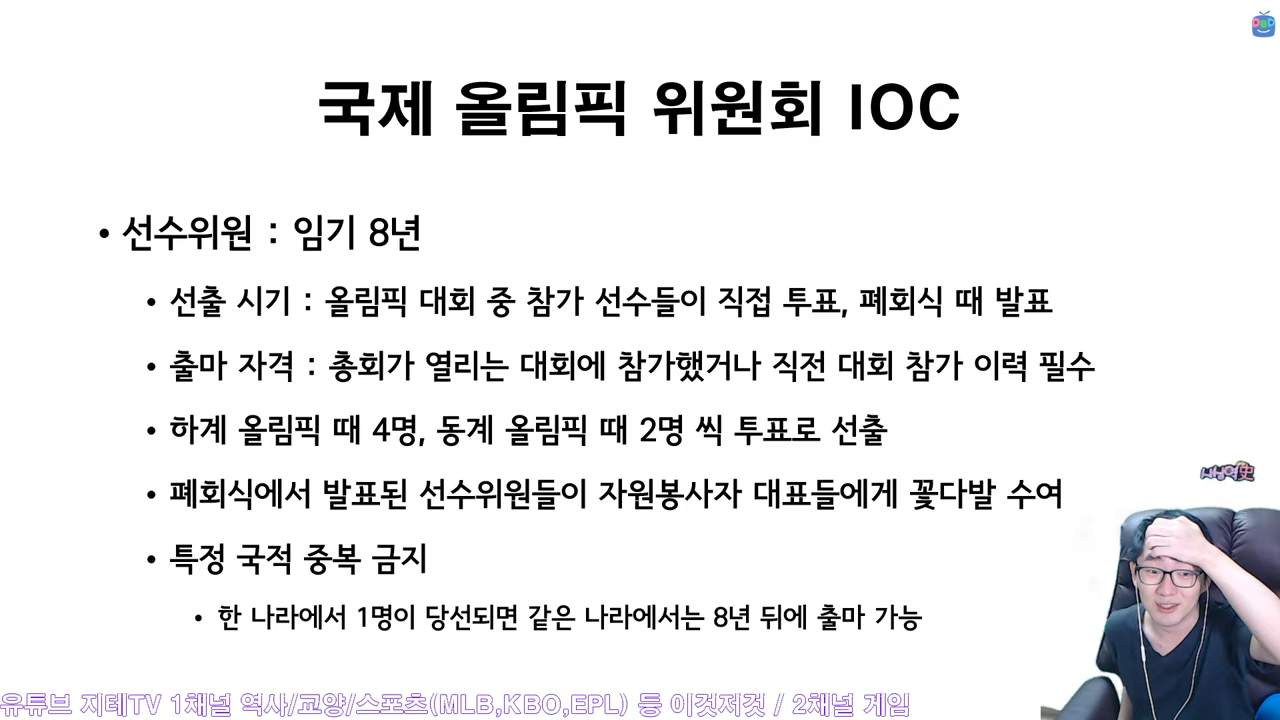 국제 올림픽 위원회 IOC
• 선수위원 : 임기 8년
• 선출 시기 : 올림픽 대회 중 참가 선수들이 직접 투표, 폐회식 때 발표
• 출마 자격 : 총회가 열리는 대회에 참가했거나 직전 대회 참가 이력 필수
• 하계 올림픽 때 4명, 동계 올림픽 때 2명 씩 투표로 선출
• 폐회식에서 발표된 선수위원들이 자원봉사자 대표들에게 꽃다발 수여
• 특정 국적 중복 금지
• 한 나라에서 1명이 당선되면 같은 나라에서는 8년 뒤에 출마 가능
유튜브 지테TV 1채널 역사/교양/스포츠(MLB,KBO,EPL) 등 이것저것 / 2채널 게임